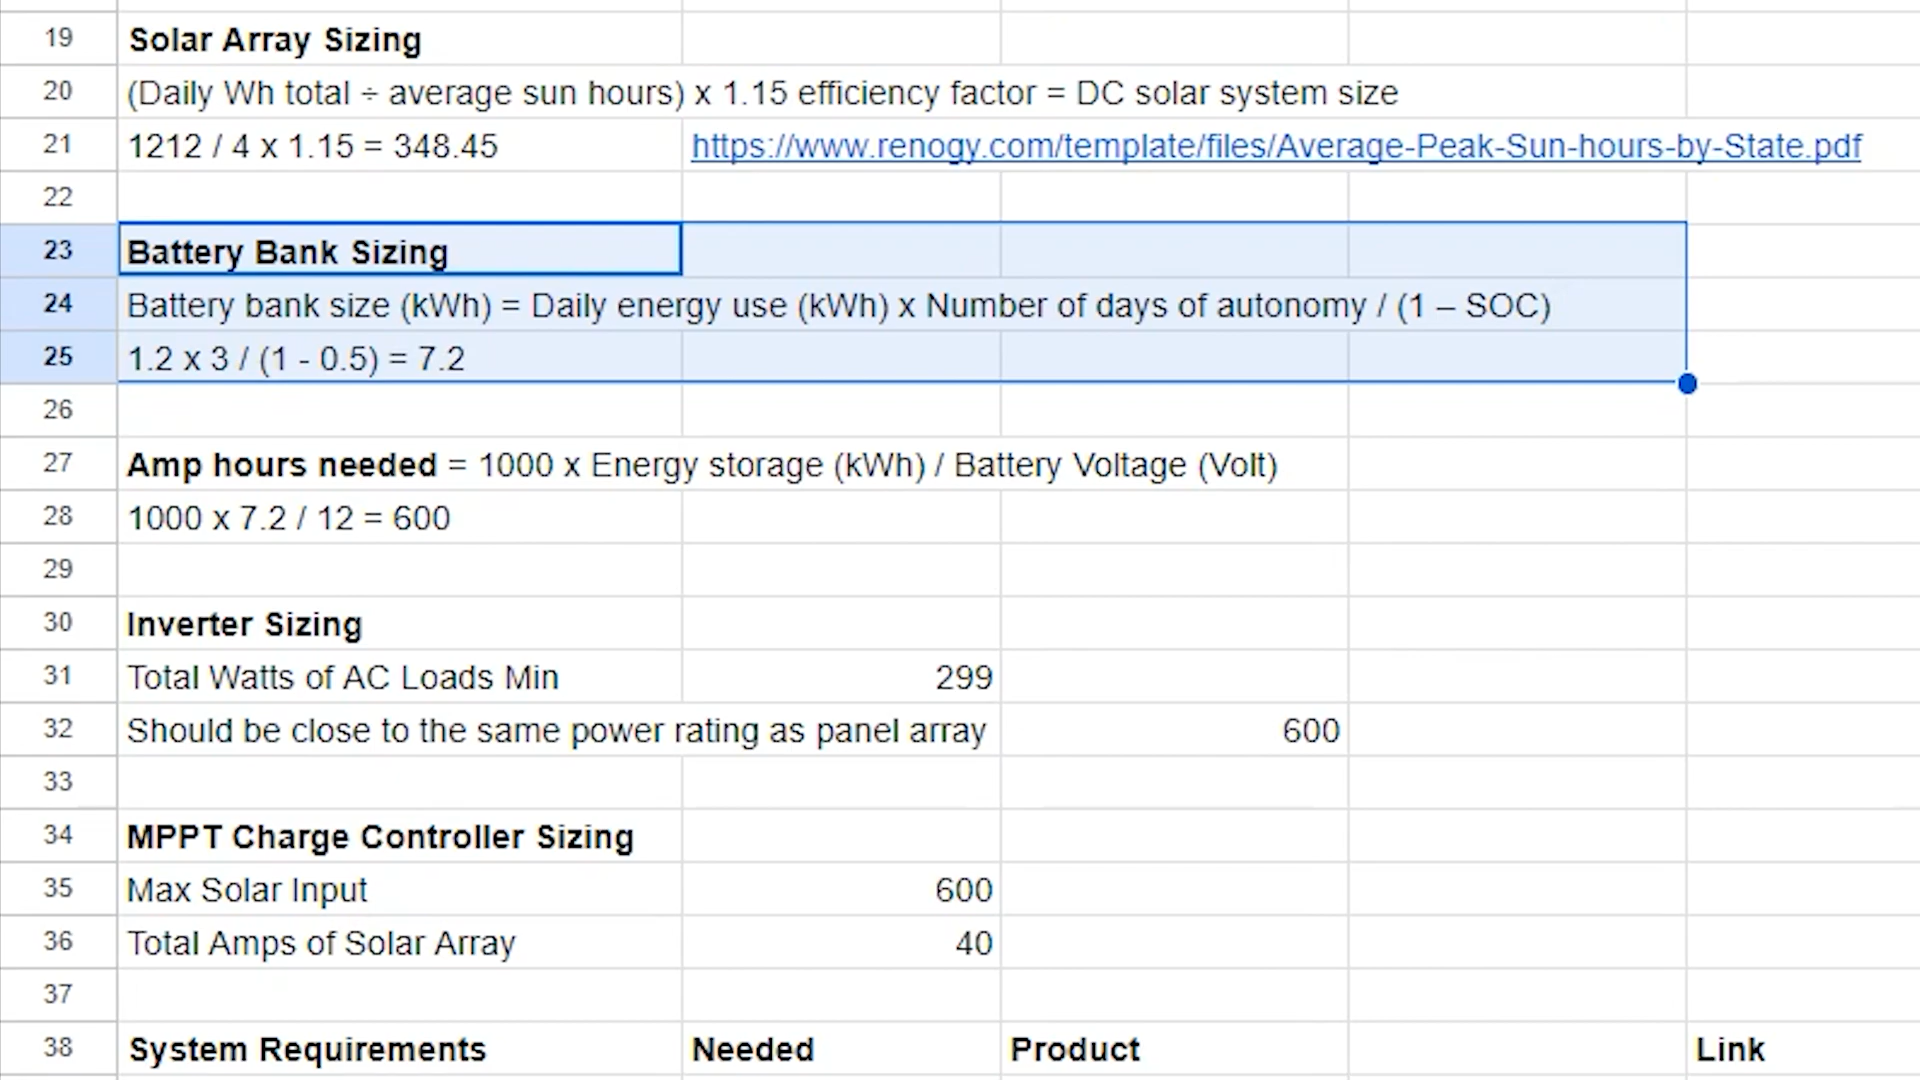 19 Solar Array Sizing
20 (Daily Wh total ÷ average sun hours) x 1.15 efficiency factor = DC solar system size
21 1212 / 4 x 1.15 = 348.45 https://www.renogy.com/template/files/Average-Peak-Sun-hours-by-State.pdf
22
23 Battery Bank Sizing
24 Battery bank size (kWh) = Daily energy use (kWh) x Number of days of autonomy / (1 – SOC)
25 1.2 x 3 / (1 - 0.5) = 7.2
26
27 Amp hours needed = 1000 x Energy storage (kWh) / Battery Voltage (Volt)
28 1000 x 7.2 / 12 = 600
29
30 Inverter Sizing
31 Total Watts of AC Loads Min 299
32 Should be close to the same power rating as panel array 600
33
34 MPPT Charge Controller Sizing
35 Max Solar Input 600
36 Total Amps of Solar Array 40
37
38 System Requirements Needed Product Link